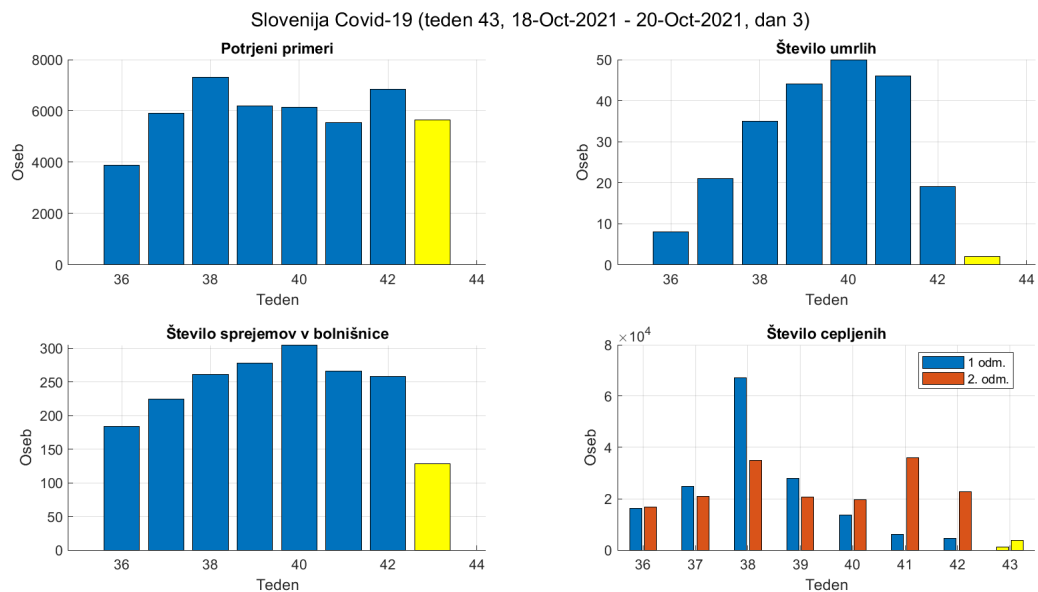 Slovenija Covid-19 (teden 43, 18-Oct-2021 - 20-Oct-2021, dan 3)
Potrjeni primeri
8000
6000
4000
2000
0
Oseb
36 38 40 42 44
Teden
Število umrlih
50
40
30
20
10
0
Oseb
36 38 40 42 44
Teden
Število sprejemov v bolnišnice
300
250
200
150
100
50
0
Oseb
36 38 40 42 44
Teden
Število cepljenih
×10⁴
8
6
4
2
0
Oseb
1 odm.
2. odm.
36 37 38 39 40 41 42 43
Teden